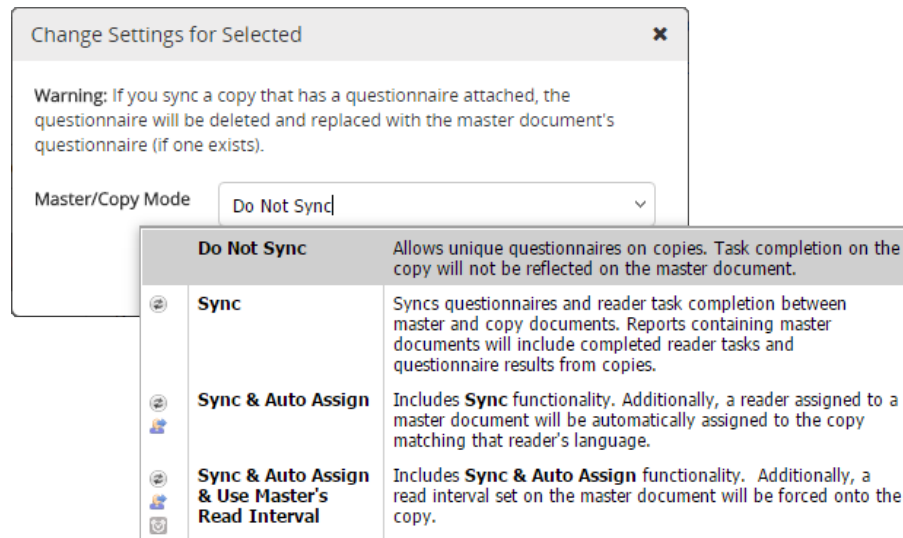 Change Settings for Selected
Warning: If you sync a copy that has a questionnaire attached, the
questionnaire will be deleted and replaced with the master document's
questionnaire (if one exists).
Master/Copy Mode
Do Not Sync
Do Not Sync
Allows unique questionnaires on copies. Task completion on the
copy will not be reflected on the master document.
Sync
Syncs questionnaires and reader task completion between
master and copy documents. Reports containing master
documents will include completed reader tasks and
questionnaire results from copies.
Sync & Auto Assign
Includes Sync functionality. Additionally, a reader assigned to a
master document will be automatically assigned to the copy
matching that reader's language.
Sync & Auto Assign
& Use Master's
Read Interval
Includes Sync & Auto Assign functionality.  Additionally, a
read interval set on the master document will be forced onto the
copy.